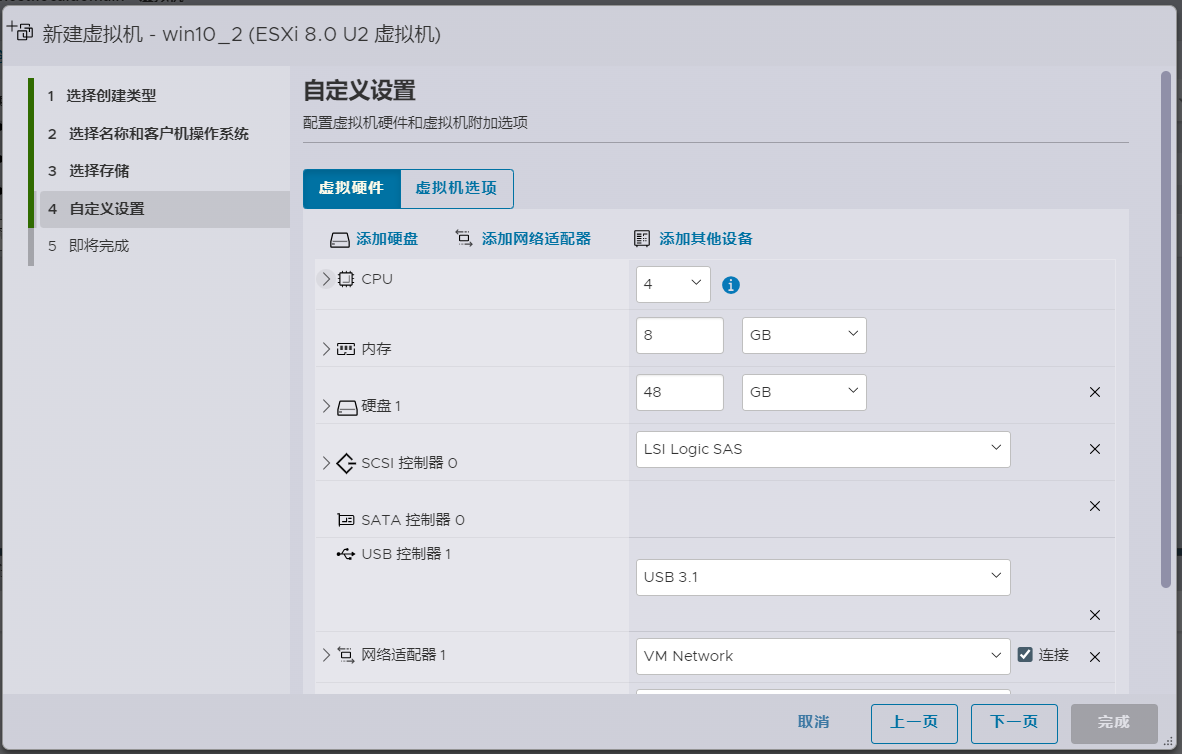 新建虚拟机 - win10_2 (ESXi 8.0 U2 虚拟机)
1 选择创建类型
2 选择名称和客户机操作系统
3 选择存储
4 自定义设置
5 即将完成
自定义设置
配置虚拟机硬件和虚拟机附加选项
虚拟硬件 虚拟机选项
添加硬盘 添加网络适配器 添加其他设备
CPU 4
内存 8 GB
硬盘 1 48 GB
SCSI 控制器 0 LSI Logic SAS
SATA 控制器 0
USB 控制器 1 USB 3.1
网络适配器 1 VM Network 连接
取消 上一页 下一页 完成